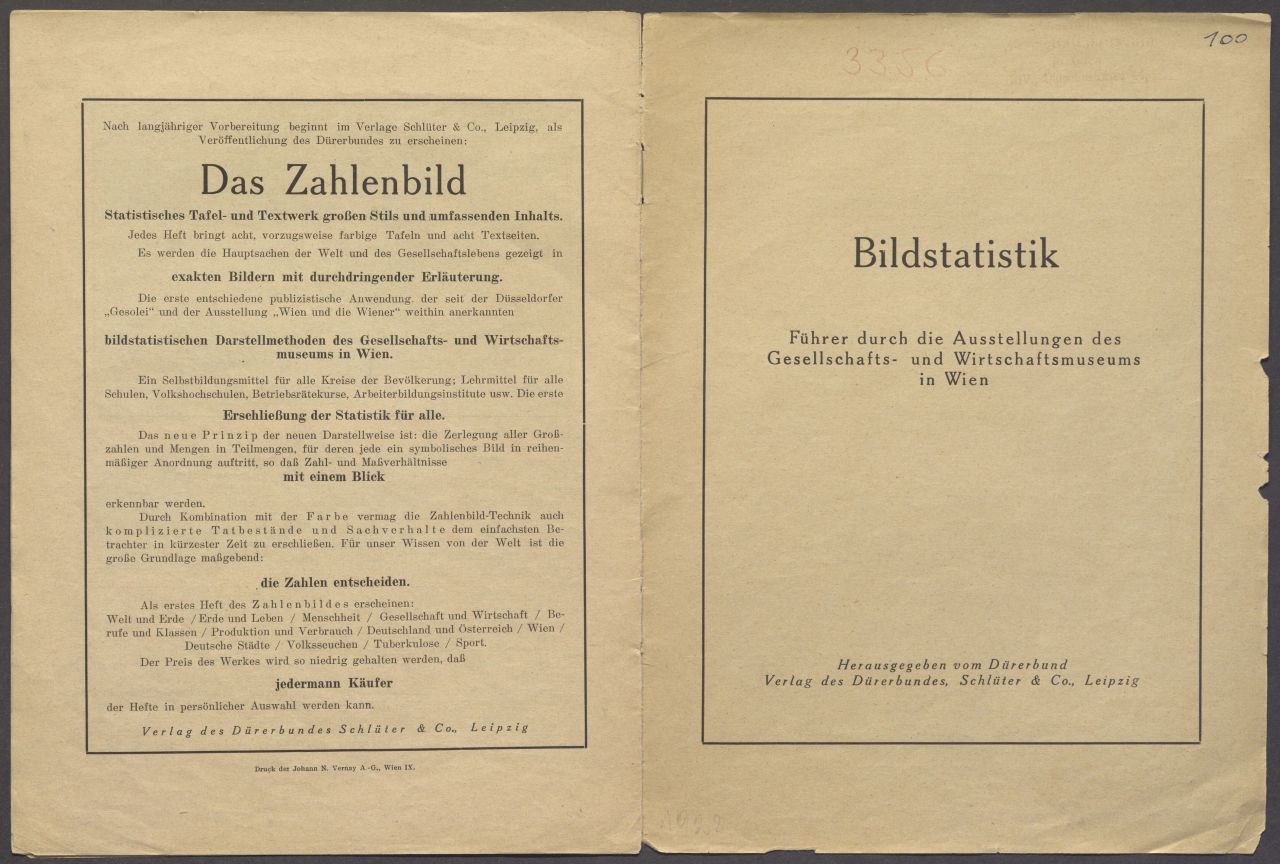 Nach langjähriger Vorbereitung beginnt im Verlage Schlüter & Co., Leipzig, als
Veröffentlichung des Dürerbundes zu erscheinen:
Das Zahlenbild
Statistisches Tafel- und Textwerk großen Stils und umfassenden Inhalts.
Jedes Heft bringt acht, vorzugsweise farbige Tafeln und acht Textseiten.
Es werden die Hauptsachen der Welt und des Gesellschaftslebens gezeigt in
exakten Bildern mit durchdringender Erläuterung.
Die erste entschiedene publizistische Anwendung der seit der Düsseldorfer
„Gesolei“ und der Ausstellung „Wien und die Wiener“ weithin anerkannten
bildstatistischen Darstellmethoden des Gesellschafts- und Wirtschafts-
museums in Wien.
Ein Selbstbildungsmittel für alle Kreise der Bevölkerung; Lehrmittel für alle
Schulen, Volkshochschulen, Betriebsrätekurse, Arbeiterbildungsinstitute usw. Die erste
Erschließung der Statistik für alle.
Das neue Prinzip der neuen Darstellweise ist: die Zerlegung aller Groß-
zahlen und Mengen in Teilmengen, für deren jede ein symbolisches Bild in reihen-
mäßiger Anordnung auftritt, so daß Zahl- und Maßverhältnisse
mit einem Blick
erkennbar werden.
Durch Kombination mit der Farbe vermag die Zahlenbild-Technik auch
komplizierte Tatbestände und Sachverhalte dem einfachsten Be-
trachter in kürzester Zeit zu erschließen. Für unser Wissen von der Welt ist die
große Grundlage maßgebend:
die Zahlen entscheiden.
Als erstes Heft des Zahlenbildes erscheinen:
Welt und Erde / Erde und Leben / Menschheit / Gesellschaft und Wirtschaft / Be-
rufe und Klassen / Produktion und Verbrauch / Deutschland und Österreich / Wien /
Deutsche Städte / Volksseuchen / Tuberkulose / Sport.
Der Preis des Werkes wird so niedrig gehalten werden, daß
jedermann Käufer
der Hefte in persönlicher Auswahl werden kann.
Verlag des Dürerbundes Schlüter & Co., Leipzig
Druck der Johann N. Vernay A.-G., Wien IX.
100
3356
Bildstatistik
Führer durch die Ausstellungen des
Gesellschafts- und Wirtschaftsmuseums
in Wien
Herausgegeben vom Dürerbund
Verlag des Dürerbundes, Schlüter & Co., Leipzig